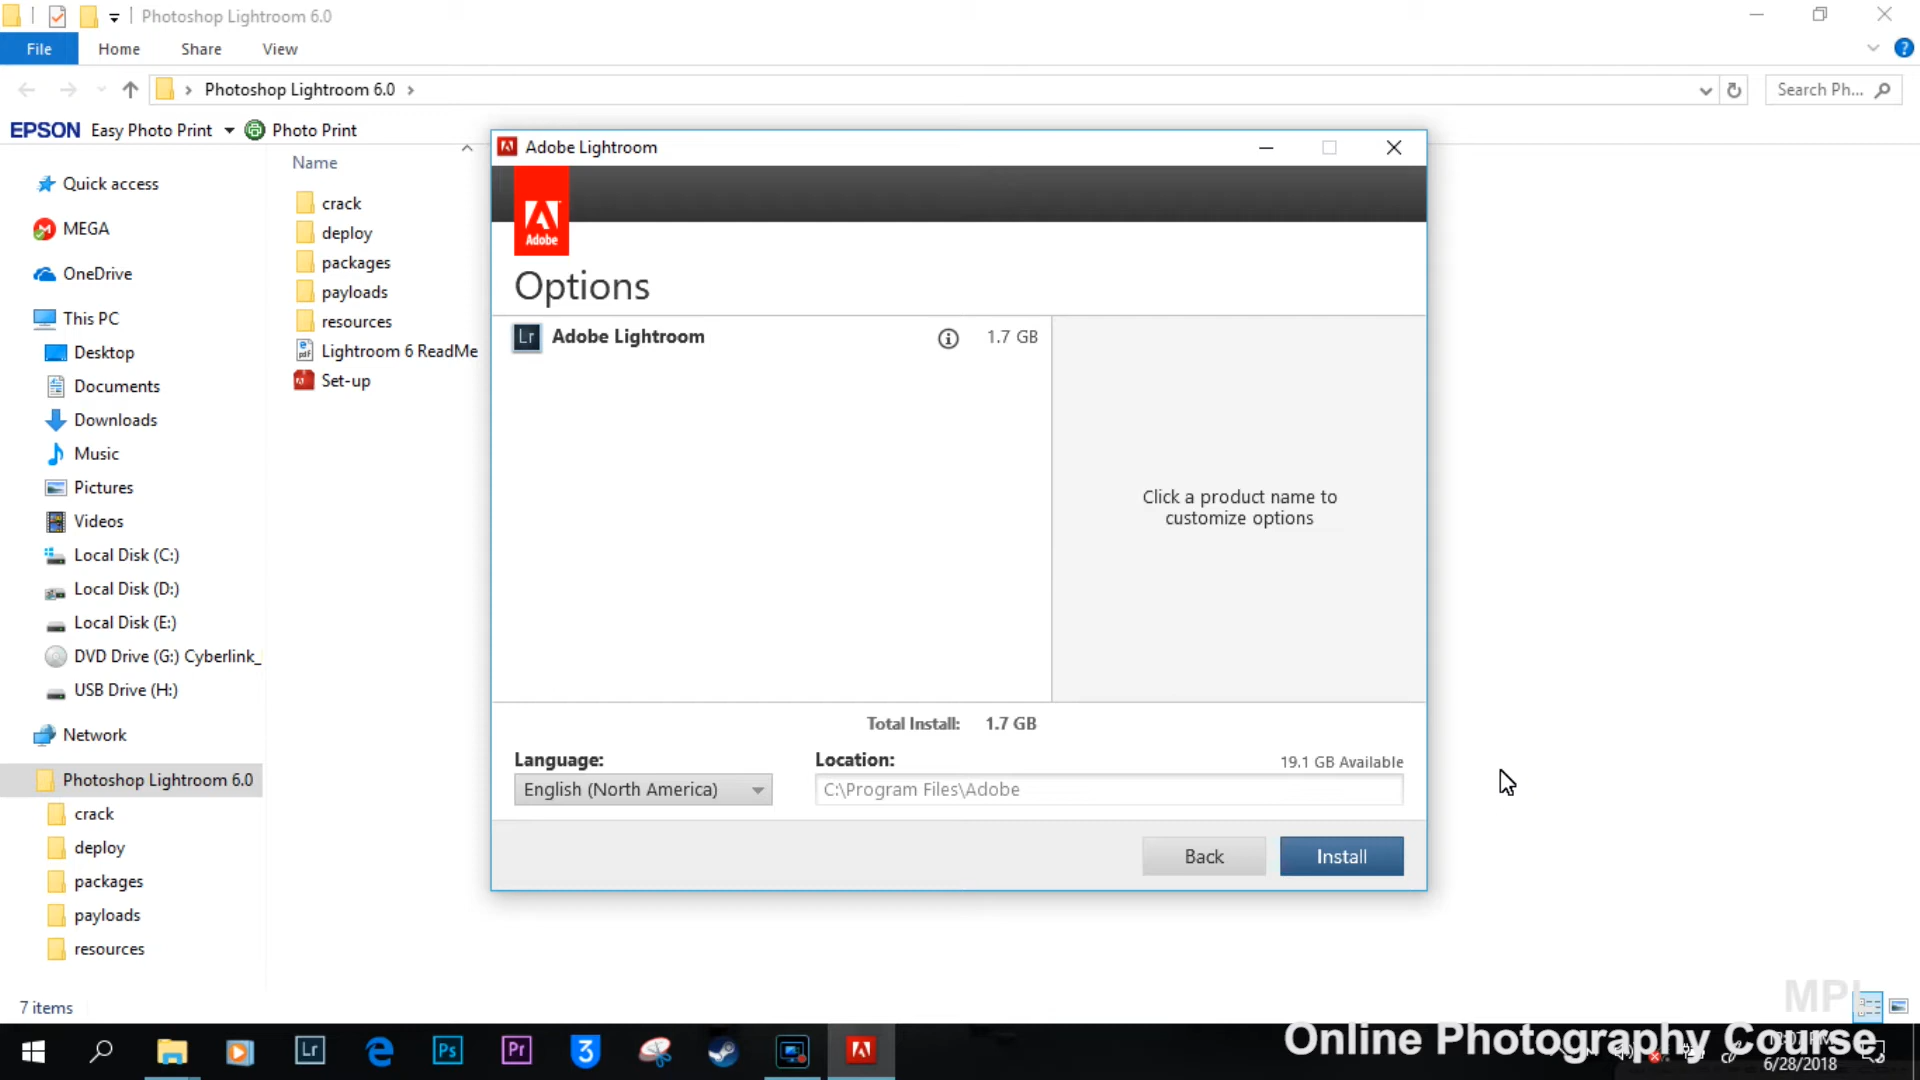 Photoshop Lightroom 6.0
File Home Share View
Photoshop Lightroom 6.0
Search Ph...
EPSON Easy Photo Print Photo Print
Name
Quick access
MEGA
OneDrive
This PC
Desktop
Documents
Downloads
Music
Pictures
Videos
Local Disk (C:)
Local Disk (D:)
Local Disk (E:)
DVD Drive (G:) Cyberlink_
USB Drive (H:)
Network
Photoshop Lightroom 6.0
crack
deploy
packages
payloads
resources
crack
deploy
packages
payloads
resources
Lightroom 6 ReadMe
Set-up
Adobe Lightroom
Adobe
Options
Lr Adobe Lightroom 1.7 GB
Click a product name to
customize options
Total Install: 1.7 GB
Language:
English (North America)
Location: 19.1 GB Available
C:\Program Files\Adobe
Back Install
7 items
MPI
Lr Ps Pr 3
Online Photography Course
6/28/2018